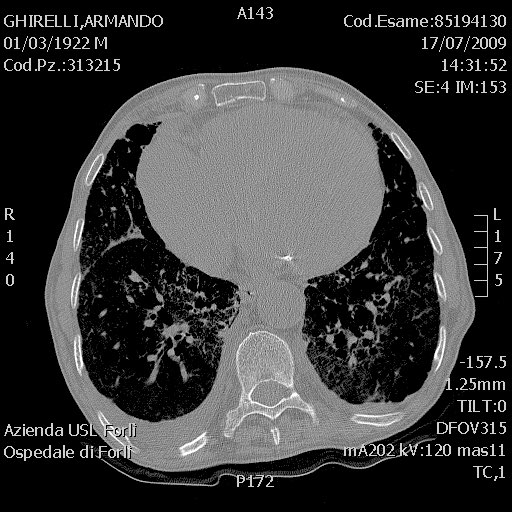 GHIRELLI,ARMANDO
01/03/1922 M
Cod.Pz.:313215
A143
Cod.Esame:85194130
17/07/2009
14:31:52
SE:4 IM:153
R
1
4
0
L
1
7
5
-157.5
1.25mm
TILT:0
DFOV315
mA202 kV:120 mas11
TC,1
Azienda USL Forlì
Ospedale di Forlì
P172